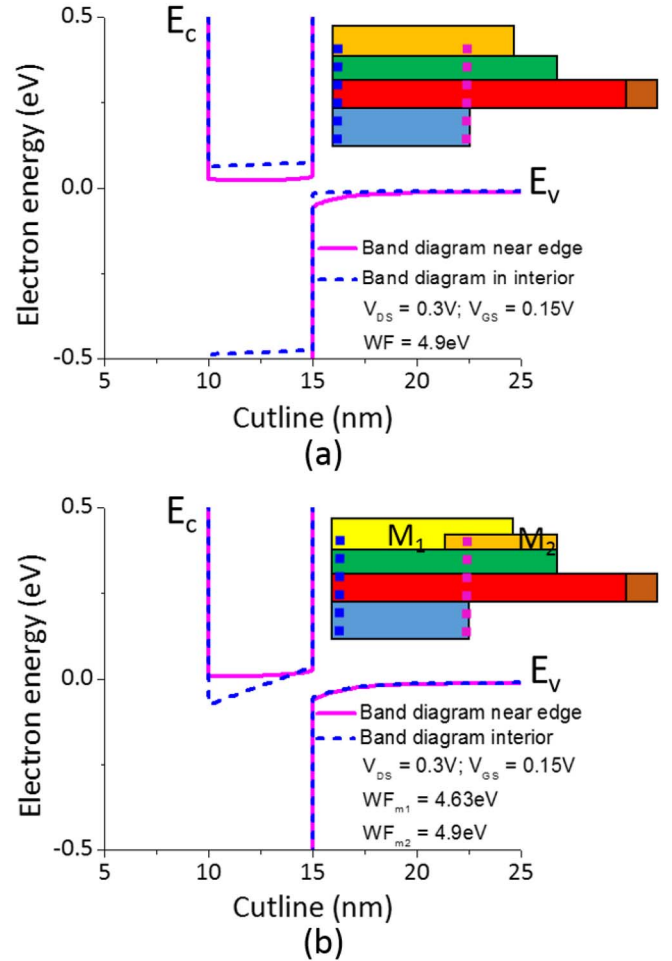 0.5
E_c
Electron energy (eV)
0.0
E_v
Band diagram near edge
Band diagram in interior
V_DS = 0.3V; V_GS = 0.15V
WF = 4.9eV
-0.5
5 10 15 20 25
Cutline (nm)
(a)
0.5
E_c
M_1
M_2
Electron energy (eV)
0.0
E_v
Band diagram near edge
Band diagram interior
V_DS = 0.3V; V_GS = 0.15V
WF_m1 = 4.63eV
WF_m2 = 4.9eV
-0.5
5 10 15 20 25
Cutline (nm)
(b)